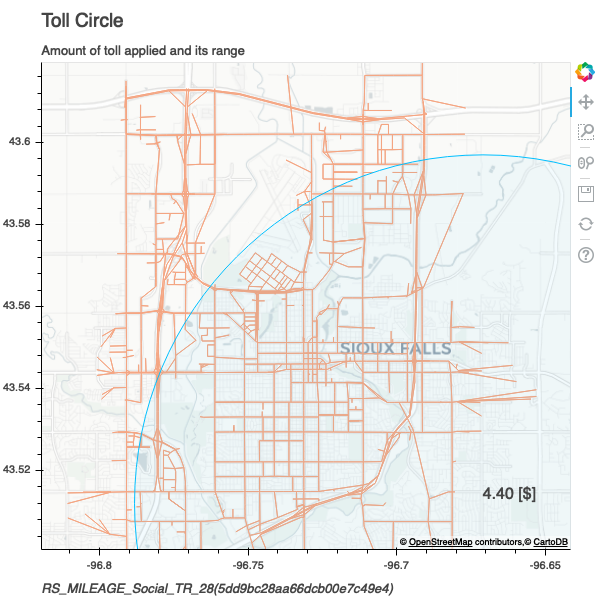 Toll Circle
Amount of toll applied and its range
43.6
43.58
43.56
SIOUX FALLS
43.54
43.52
4.40 [$]
© OpenStreetMap contributors,© CartoDB
-96.8
-96.75
-96.7
-96.65
RS_MILEAGE_Social_TR_28(5dd9bc28aa66dcb00e7c49e4)